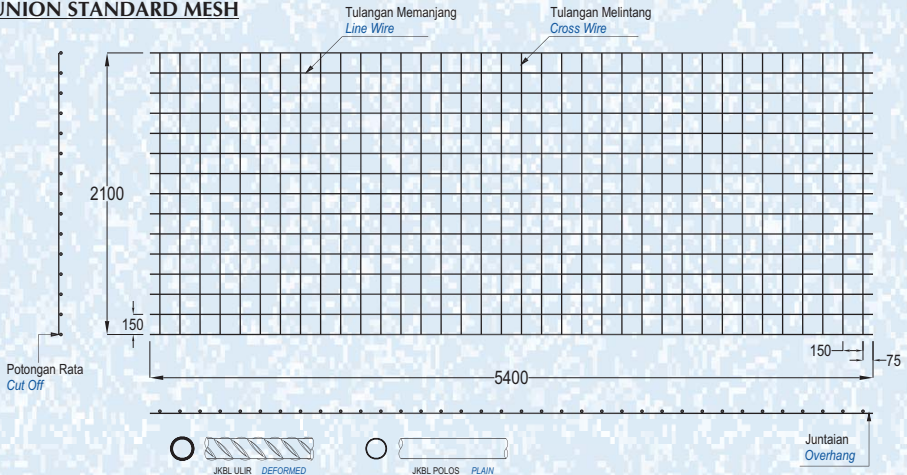 UNION STANDARD MESH
Tulangan Memanjang
Line Wire
Tulangan Melintang
Cross Wire
2100
150
Potongan Rata
Cut Off
150
75
5400
Juntaian
Overhang
JKBL ULIR DEFORMED
JKBL POLOS PLAIN